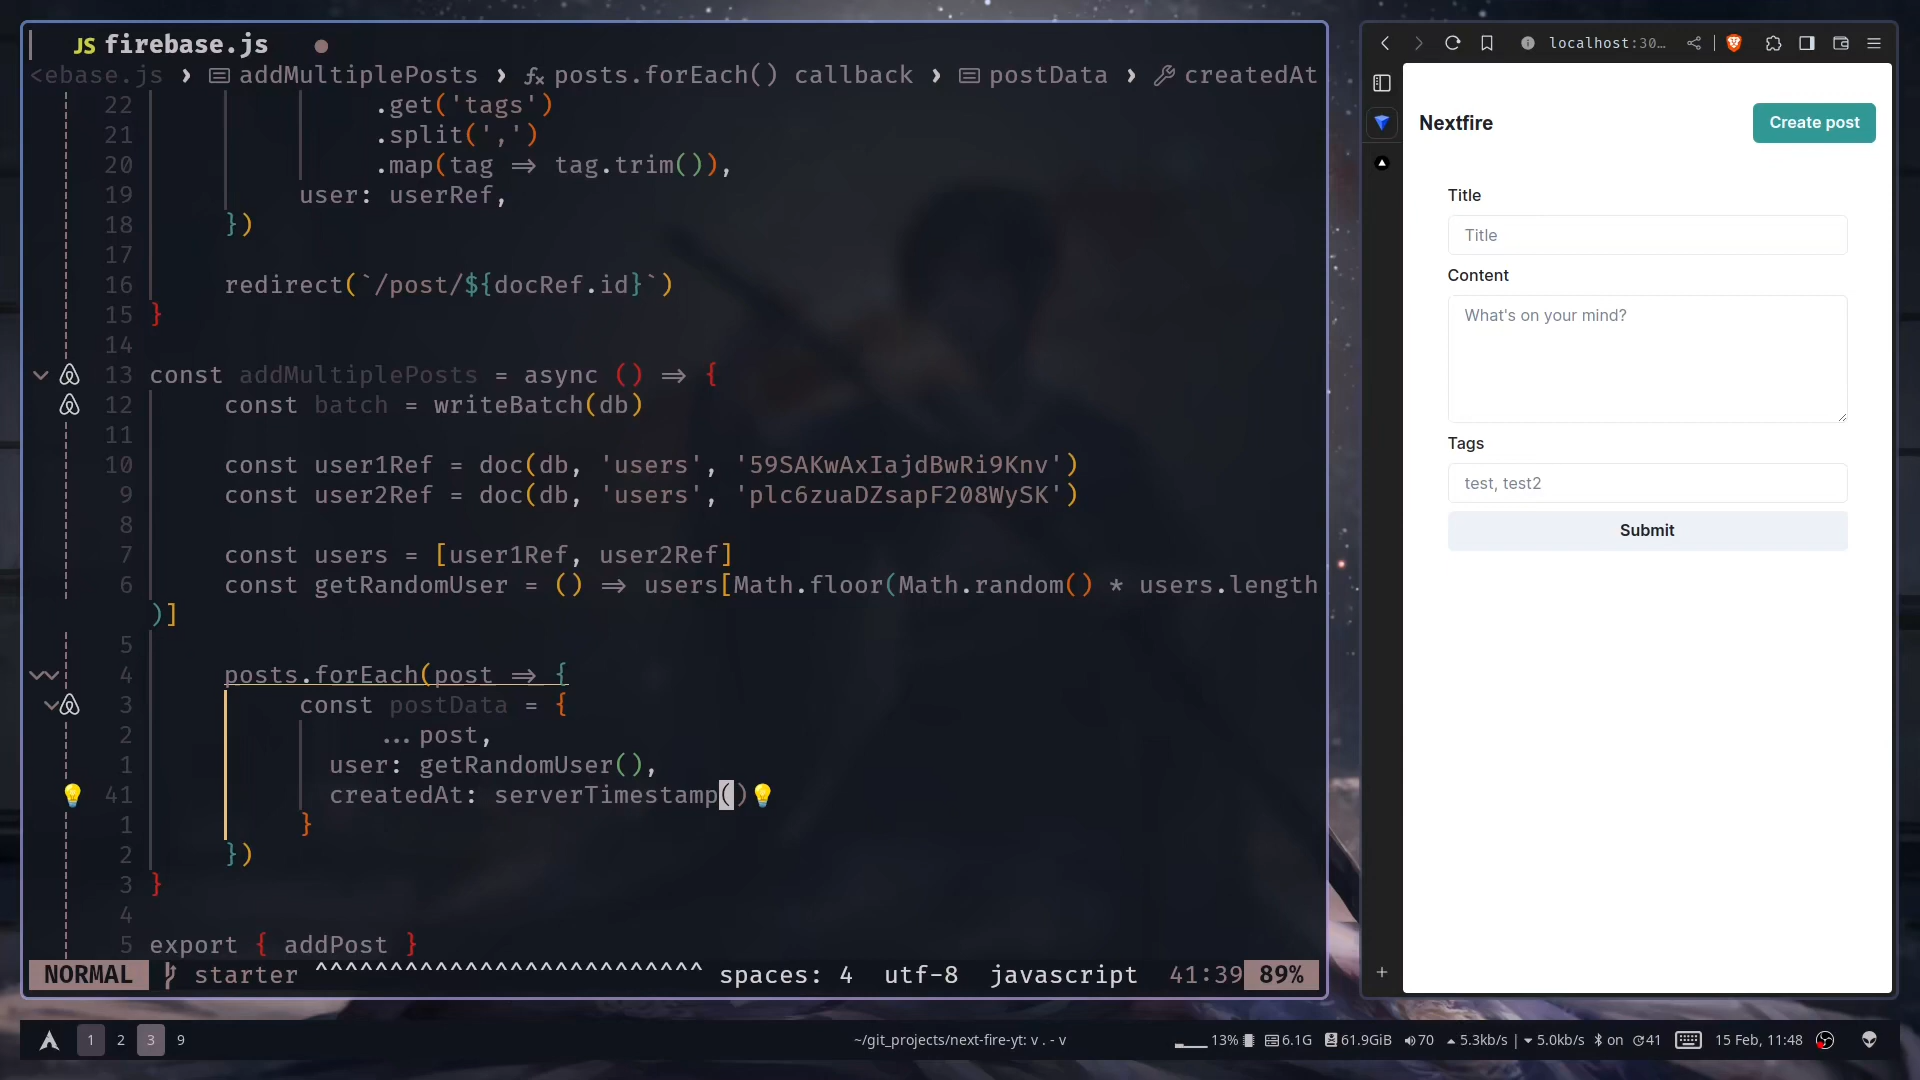 JS firebase.js
<ebase.js › addMultiplePosts › fx posts.forEach() callback › postData › createdAt
22 .get('tags')
21 .split(',')
20 .map(tag => tag.trim()),
19 user: userRef,
18 })
17
16 redirect(`/post/${docRef.id}`)
15 }
14
13 const addMultiplePosts = async () => {
12 const batch = writeBatch(db)
11
10 const user1Ref = doc(db, 'users', '59SAKwAxIajdBwRi9Knv')
9 const user2Ref = doc(db, 'users', 'plc6zuaDZsapF208WySK')
8
7 const users = [user1Ref, user2Ref]
6 const getRandomUser = () => users[Math.floor(Math.random() * users.length
)]
5
4 posts.forEach(post => {
3 const postData = {
2 ...post,
1 user: getRandomUser(),
41 createdAt: serverTimestamp()
1 }
2 })
3 }
4
5 export { addPost }
NORMAL starter ^^^^^^^^^^^^^^^^^^^^^^^^^^ spaces: 4 utf-8 javascript 41:39 89%
localhost:30...
Nextfire
Create post
Title
Title
Content
What's on your mind?
Tags
test, test2
Submit
1 2 3 9 ~/git_projects/next-fire-yt: v . - v 13% 6.1G 61.9GiB 70 5.3kb/s | 5.0kb/s on 41 15 Feb, 11:48